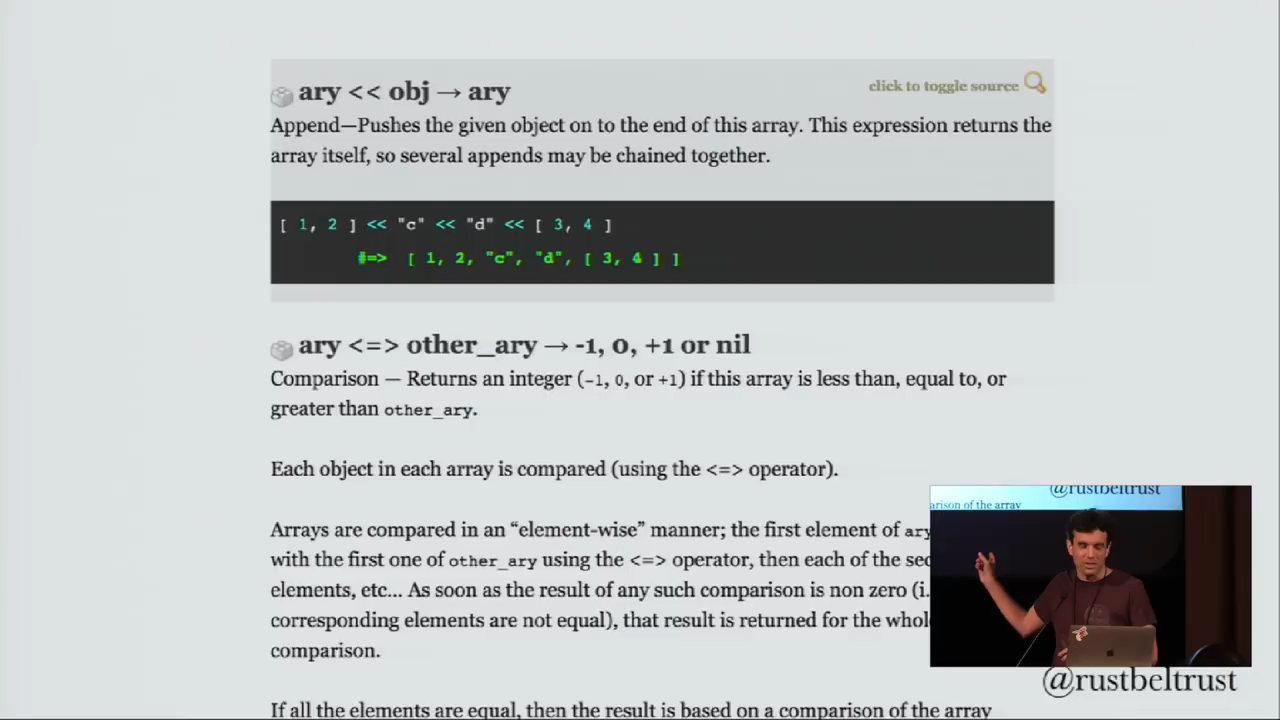 ary << obj → ary
click to toggle source
Append—Pushes the given object on to the end of this array. This expression returns the
array itself, so several appends may be chained together.
[ 1, 2 ] << "c" << "d" << [ 3, 4 ]
#=> [ 1, 2, "c", "d", [ 3, 4 ] ]
ary <=> other_ary → -1, 0, +1 or nil
Comparison — Returns an integer (-1, 0, or +1) if this array is less than, equal to, or
greater than other_ary.
Each object in each array is compared (using the <=> operator).
Arrays are compared in an “element-wise” manner; the first element of ary
with the first one of other_ary using the <=> operator, then each of the sec
elements, etc... As soon as the result of any such comparison is non zero (i.
corresponding elements are not equal), that result is returned for the whol
comparison.
If all the elements are equal, then the result is based on a comparison of the array
@rustbeltrust
arison of the array
@rustbeltrust